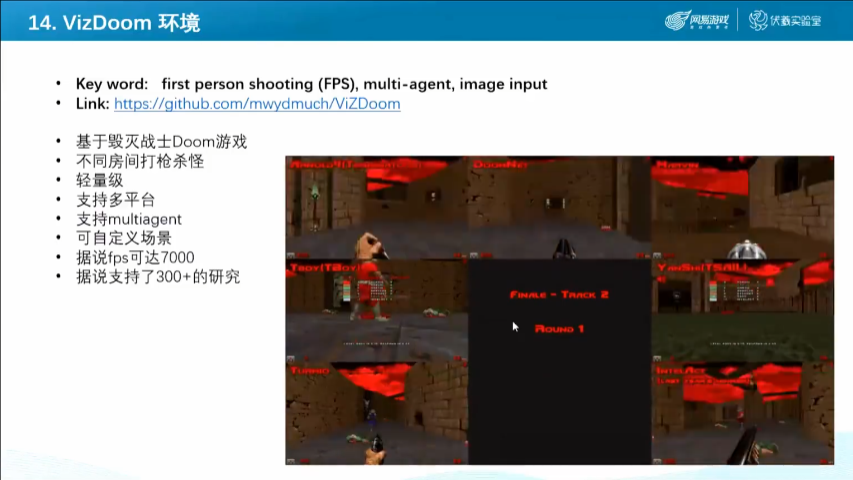 14. VizDoom 环境
网易游戏
伏羲实验室
• Key word: first person shooting (FPS), multi-agent, image input
• Link: https://github.com/mwydmuch/ViZDoom
• 基于毁灭战士Doom游戏
• 不同房间打枪杀怪
• 轻量级
• 支持多平台
• 支持multiagent
• 可自定义场景
• 据说fps可达7000
• 据说支持了300+的研究
DoomNet
Marvin
TBoy(TBoy)
YanShi(TSAIL)
Finale - Track 2
Round 1
Turmio
IntelAct